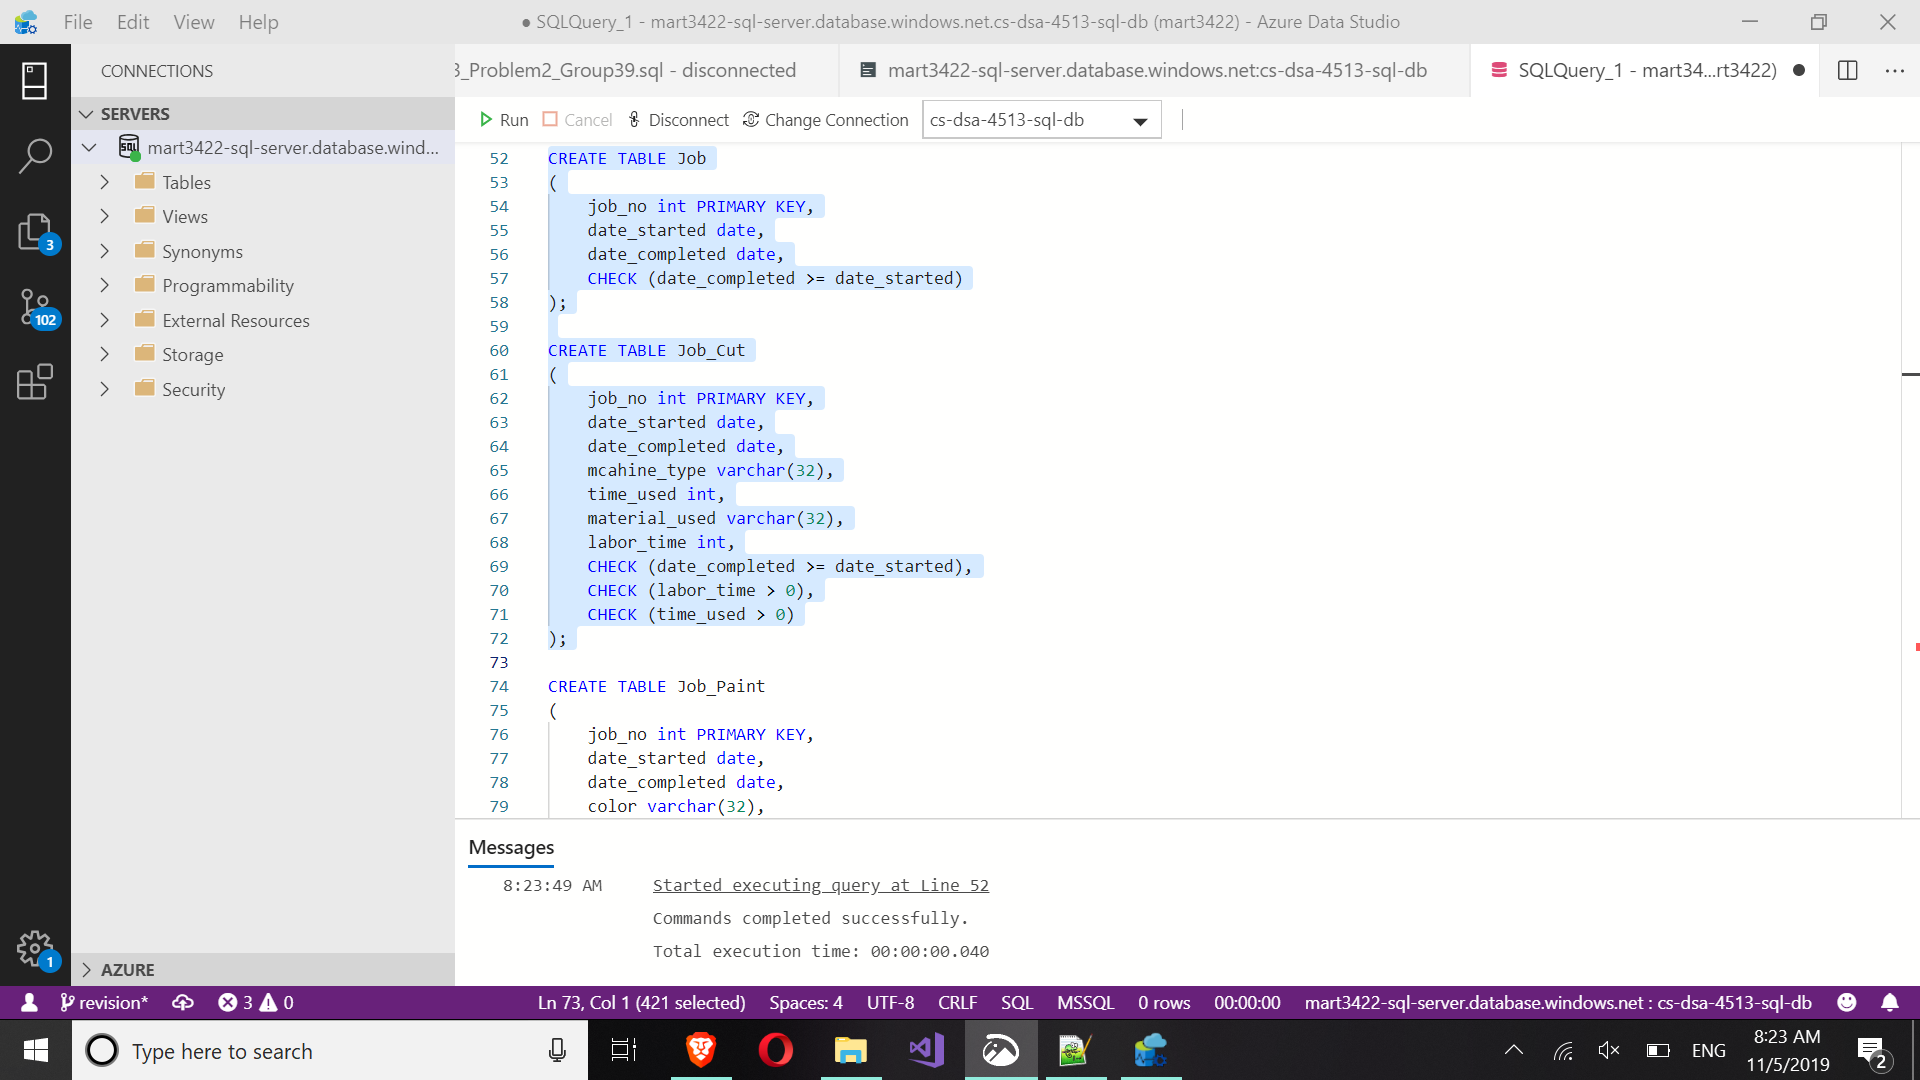 File Edit View Help
● SQLQuery_1 - mart3422-sql-server.database.windows.net.cs-dsa-4513-sql-db (mart3422) - Azure Data Studio
CONNECTIONS
3_Problem2_Group39.sql - disconnected
mart3422-sql-server.database.windows.net:cs-dsa-4513-sql-db
SQLQuery_1 - mart34...rt3422) ●
SERVERS
mart3422-sql-server.database.wind...
Tables
Views
Synonyms
Programmability
External Resources
Storage
Security
AZURE
3
102
1
Run Cancel Disconnect Change Connection cs-dsa-4513-sql-db
52 CREATE TABLE Job
53 (
54 job_no int PRIMARY KEY,
55 date_started date,
56 date_completed date,
57 CHECK (date_completed >= date_started)
58 );
59
60 CREATE TABLE Job_Cut
61 (
62 job_no int PRIMARY KEY,
63 date_started date,
64 date_completed date,
65 mcahine_type varchar(32),
66 time_used int,
67 material_used varchar(32),
68 labor_time int,
69 CHECK (date_completed >= date_started),
70 CHECK (labor_time > 0),
71 CHECK (time_used > 0)
72 );
73
74 CREATE TABLE Job_Paint
75 (
76 job_no int PRIMARY KEY,
77 date_started date,
78 date_completed date,
79 color varchar(32),
Messages
8:23:49 AM Started executing query at Line 52
Commands completed successfully.
Total execution time: 00:00:00.040
revision* 3 0 Ln 73, Col 1 (421 selected) Spaces: 4 UTF-8 CRLF SQL MSSQL 0 rows 00:00:00 mart3422-sql-server.database.windows.net : cs-dsa-4513-sql-db
Type here to search
ENG
8:23 AM
11/5/2019
2